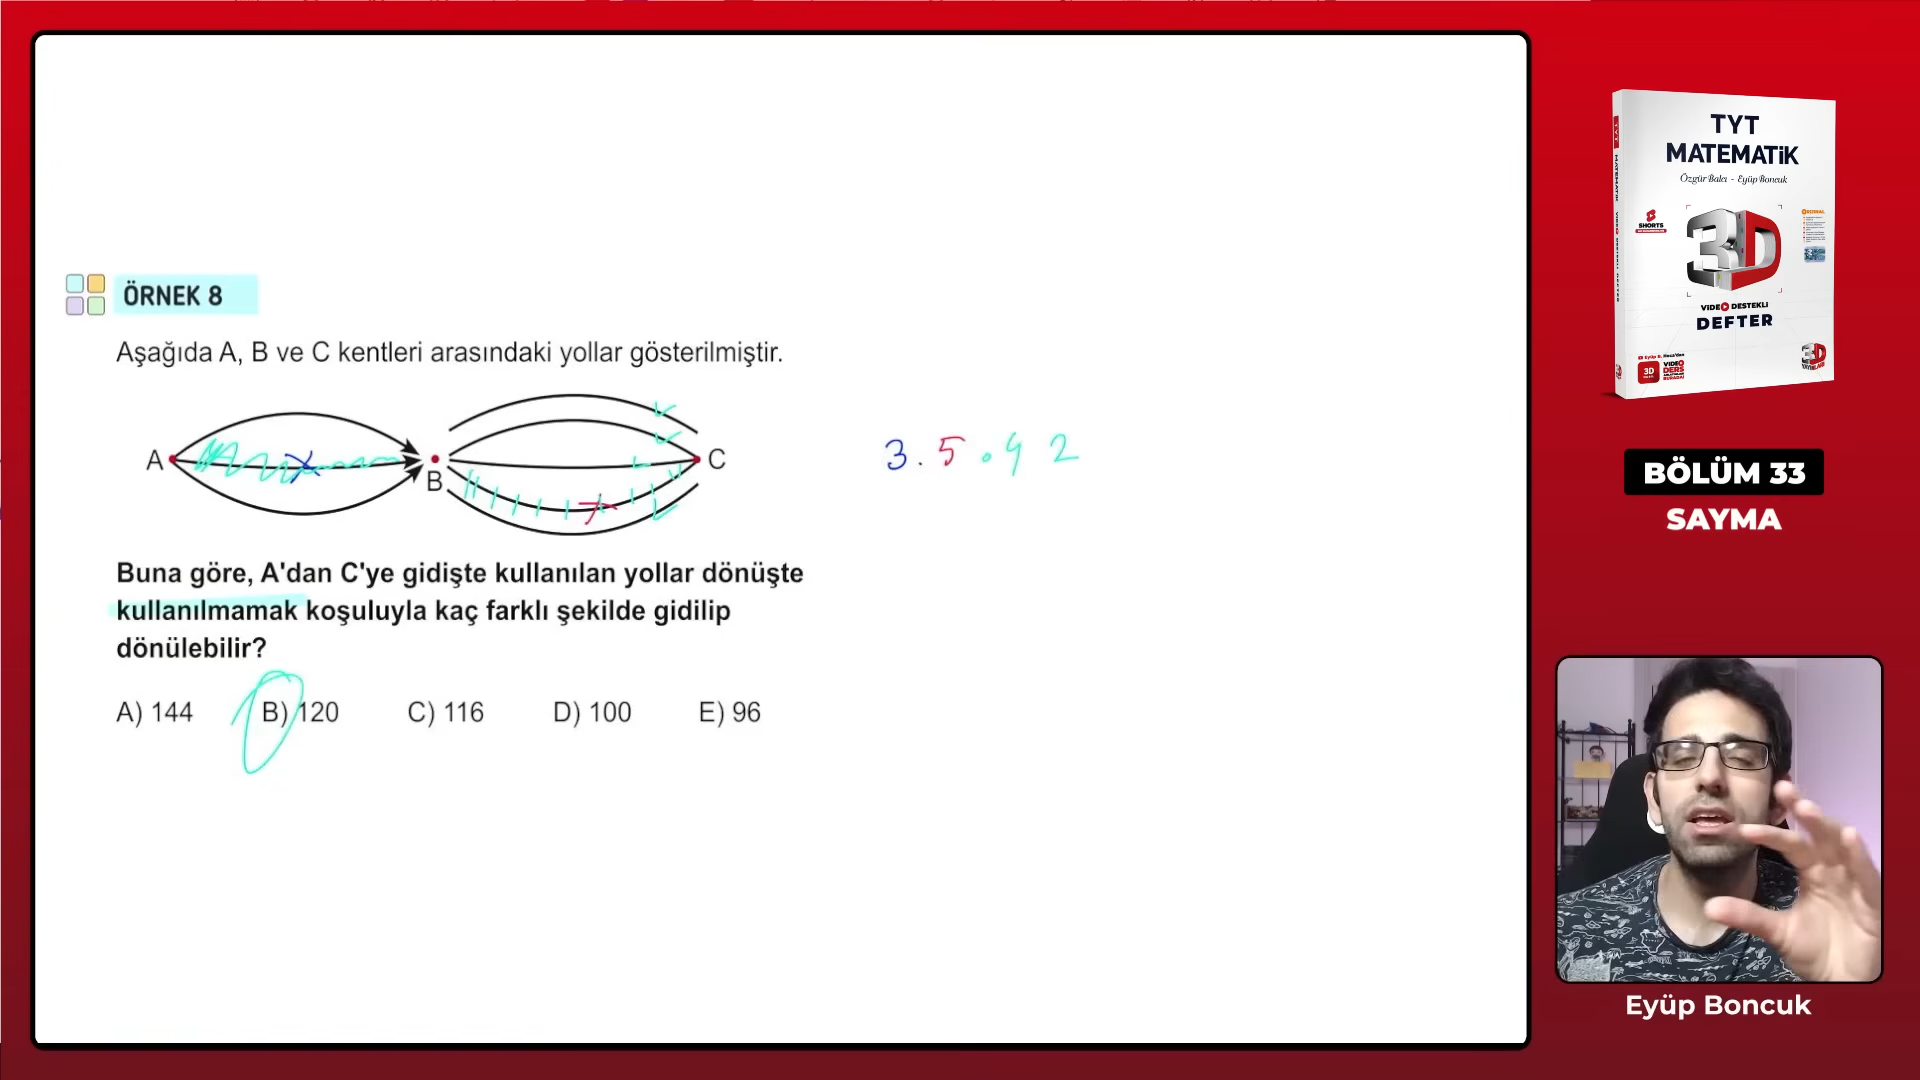 ÖRNEK 8
Aşağıda A, B ve C kentleri arasındaki yollar gösterilmiştir.
A
B
C
3 . 5 . 4 2
Buna göre, A'dan C'ye gidişte kullanılan yollar dönüşte
kullanılmamak koşuluyla kaç farklı şekilde gidilip
dönülebilir?
A) 144 B) 120 C) 116 D) 100 E) 96
TYT
MATEMATİK
Özgür Balcı - Eyüp Boncuk
SHORTS
3D
VIDEO DESTEKLİ
DEFTER
BÖLÜM 33
SAYMA
Eyüp Boncuk